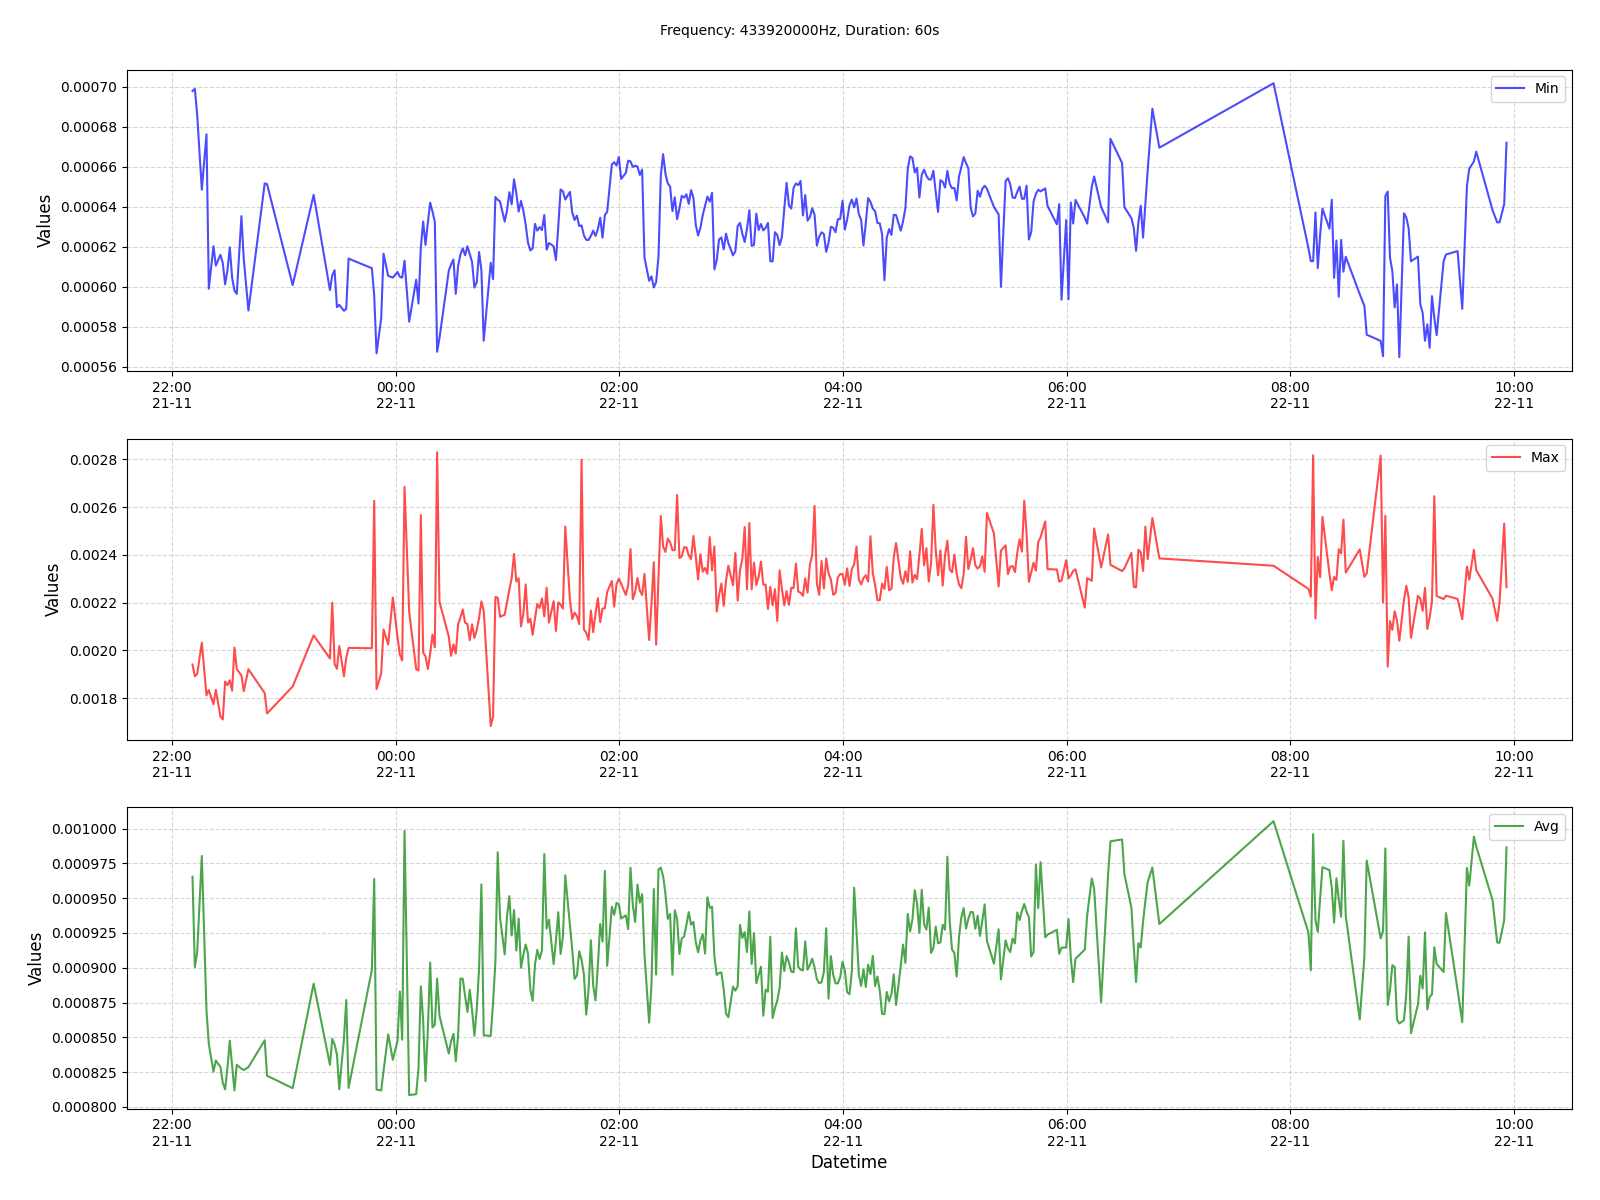 Frequency: 433920000Hz, Duration: 60s
0.00070
0.00068
0.00066
0.00064
0.00062
0.00060
0.00058
0.00056
Values
Min
22:00 00:00 02:00 04:00 06:00 08:00 10:00
21-11 22-11 22-11 22-11 22-11 22-11 22-11
0.0028
0.0026
0.0024
0.0022
0.0020
0.0018
Values
Max
22:00 00:00 02:00 04:00 06:00 08:00 10:00
21-11 22-11 22-11 22-11 22-11 22-11 22-11
0.001000
0.000975
0.000950
0.000925
0.000900
0.000875
0.000850
0.000825
0.000800
Values
Avg
22:00 00:00 02:00 04:00 06:00 08:00 10:00
21-11 22-11 22-11 22-11 22-11 22-11 22-11
Datetime